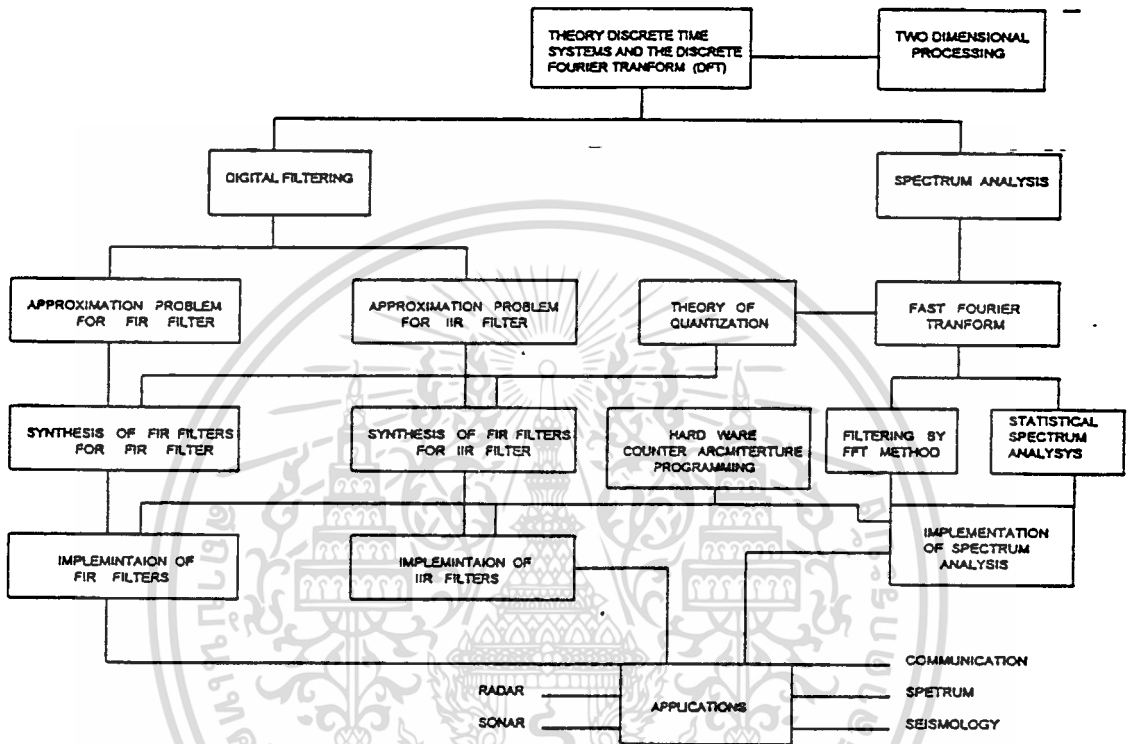 THEORY DISCRETE TIME
SYSTEMS AND THE DISCRETE
FOURIER TRANFORM (DFT)
TWO DIMENSIONAL
PROCESSING
DIGITAL FILTERING
SPECTRUM ANALYSIS
APPROXIMATION PROBLEM
FOR FIR FILTER
APPROXIMATION PROBLEM
FOR IIR FILTER
THEORY OF
QUANTIZATION
FAST FOURIER
TRANFORM
SYNTHESIS OF FIR FILTERS
FOR FIR FILTER
SYNTHESIS OF FIR FILTERS
FOR IIR FILTER
HARD WARE
COUNTER ARCHITERTURE
PROGRAMMING
FILTERING BY
FFT METHOD
STATISTICAL
SPECTRUM
ANALYSYS
IMPLEMINTAION OF
FIR FILTERS
IMPLEMINTAION OF
IIR FILTERS
IMPLEMENTATION
OF SPECTRUM
ANALYSIS
RADAR
SONAR
APPLICATIONS
COMMUNICATION
SPETRUM
SEISMOLOGY